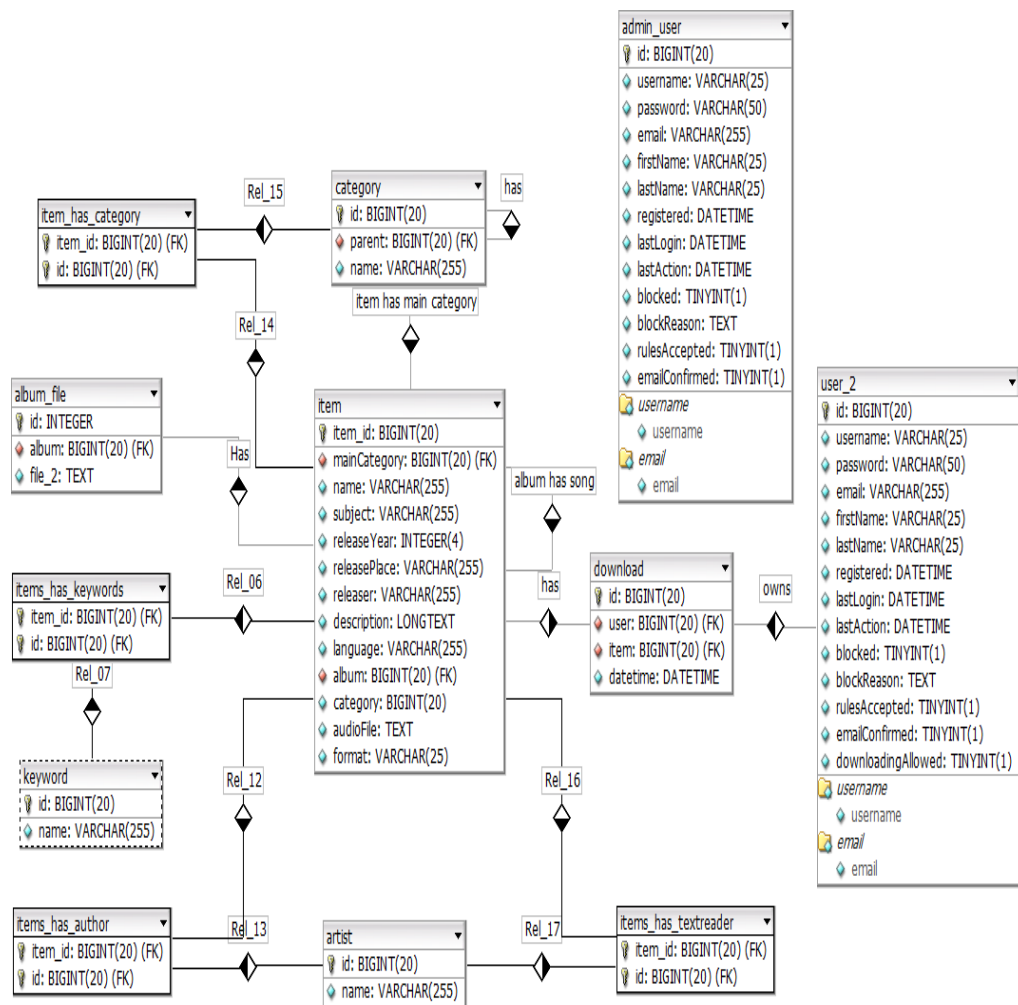 admin_user
id: BIGINT(20)
username: VARCHAR(25)
password: VARCHAR(50)
email: VARCHAR(255)
firstName: VARCHAR(25)
lastName: VARCHAR(25)
registered: DATETIME
lastLogin: DATETIME
lastAction: DATETIME
blocked: TINYINT(1)
blockReason: TEXT
rulesAccepted: TINYINT(1)
emailConfirmed: TINYINT(1)
username
username
email
email
Rel_15
category
id: BIGINT(20)
parent: BIGINT(20) (FK)
name: VARCHAR(255)
has
item_has_category
item_id: BIGINT(20) (FK)
id: BIGINT(20) (FK)
item has main category
Rel_14
album_file
id: INTEGER
album: BIGINT(20) (FK)
file_2: TEXT
Has
item
item_id: BIGINT(20)
mainCategory: BIGINT(20) (FK)
name: VARCHAR(255)
subject: VARCHAR(255)
releaseYear: INTEGER(4)
releasePlace: VARCHAR(255)
releaser: VARCHAR(255)
description: LONGTEXT
language: VARCHAR(255)
album: BIGINT(20) (FK)
category: BIGINT(20)
audioFile: TEXT
format: VARCHAR(25)
album has song
has
download
id: BIGINT(20)
user: BIGINT(20) (FK)
item: BIGINT(20) (FK)
datetime: DATETIME
owns
user_2
id: BIGINT(20)
username: VARCHAR(25)
password: VARCHAR(50)
email: VARCHAR(255)
firstName: VARCHAR(25)
lastName: VARCHAR(25)
registered: DATETIME
lastLogin: DATETIME
lastAction: DATETIME
blocked: TINYINT(1)
blockReason: TEXT
rulesAccepted: TINYINT(1)
emailConfirmed: TINYINT(1)
downloadingAllowed: TINYINT(1)
username
username
email
email
items_has_keywords
item_id: BIGINT(20) (FK)
id: BIGINT(20) (FK)
Rel_06
Rel_07
keyword
id: BIGINT(20)
name: VARCHAR(255)
Rel_12
Rel_16
items_has_author
item_id: BIGINT(20) (FK)
id: BIGINT(20) (FK)
Rel_13
artist
id: BIGINT(20)
name: VARCHAR(255)
Rel_17
items_has_textreader
item_id: BIGINT(20) (FK)
id: BIGINT(20) (FK)